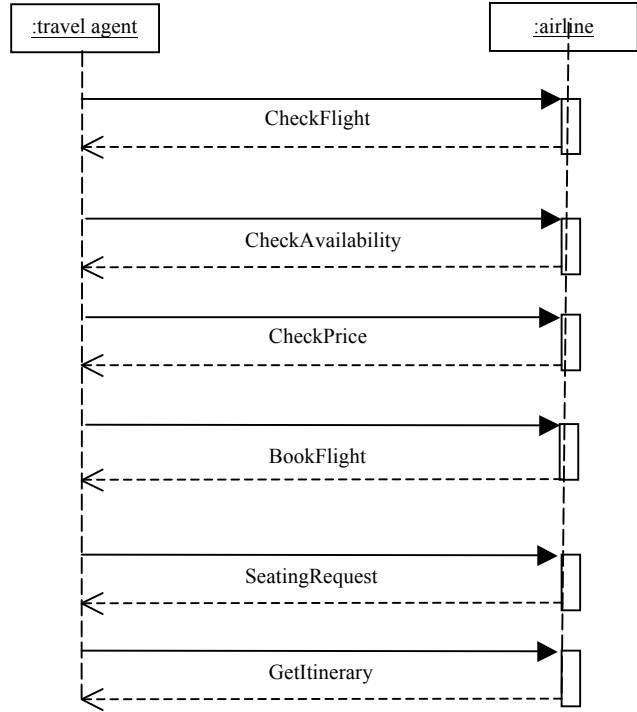 :travel agent
:airline
CheckFlight
CheckAvailability
CheckPrice
BookFlight
SeatingRequest
GetItinerary